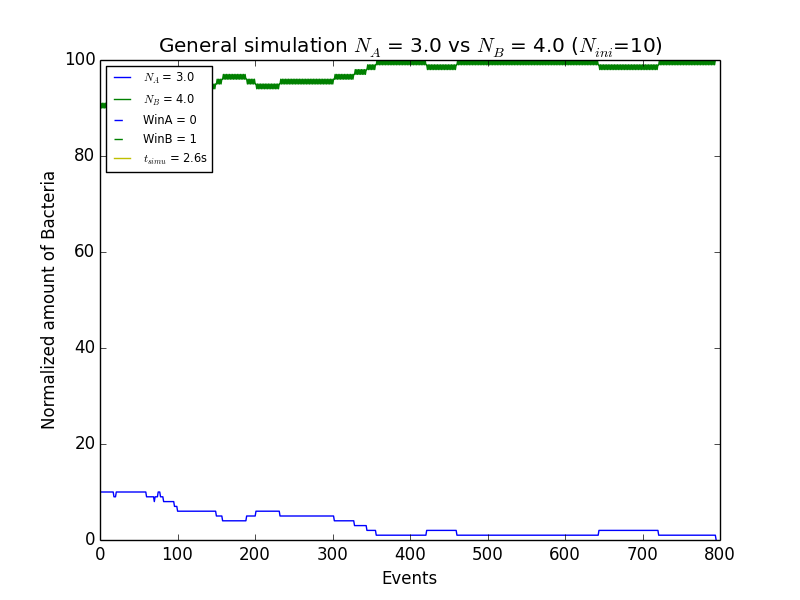 General simulation N_A = 3.0 vs N_B = 4.0 (N_ini=10)
100
80
60
40
20
0
Normalized amount of Bacteria
N_A = 3.0
N_B = 4.0
WinA = 0
WinB = 1
t_simu = 2.6s
0 100 200 300 400 500 600 700 800
Events